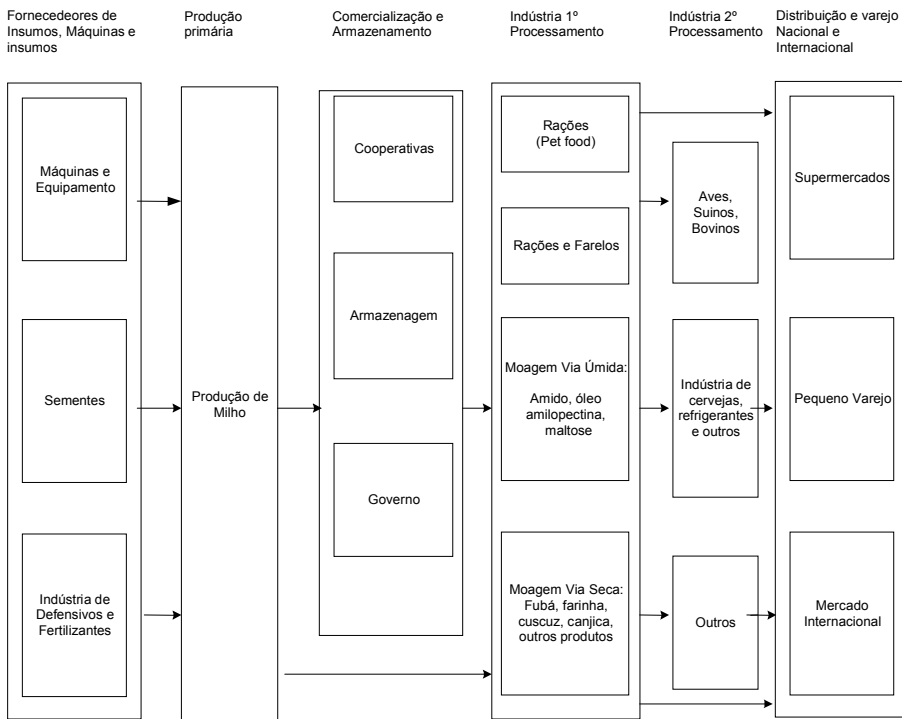 Fornecedeores de
Insumos, Máquinas e
insumos
Produção
primária
Comercialização e
Armazenamento
Indústria 1º
Processamento
Indústria 2º
Processamento
Distribuição e varejo
Nacional e
Internacional
Máquinas e
Equipamento
Sementes
Indústria de
Defensivos e
Fertilizantes
Produção de
Milho
Cooperativas
Armazenagem
Governo
Rações
(Pet food)
Rações e Farelos
Moagem Via Úmida:
Amido, óleo
amilopectina,
maltose
Moagem Via Seca:
Fubá, farinha,
cuscuz, canjica,
outros produtos
Aves,
Suinos,
Bovinos
Indústria de
cervejas,
refrigerantes
e outros
Outros
Supermercados
Pequeno Varejo
Mercado
Internacional